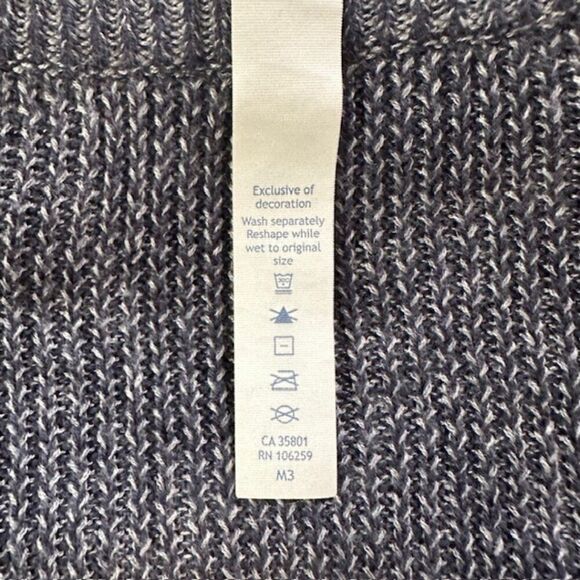 Exclusive of
decoration
Wash separately
Reshape while
wet to original
size
CA 35801
RN 106259
M3